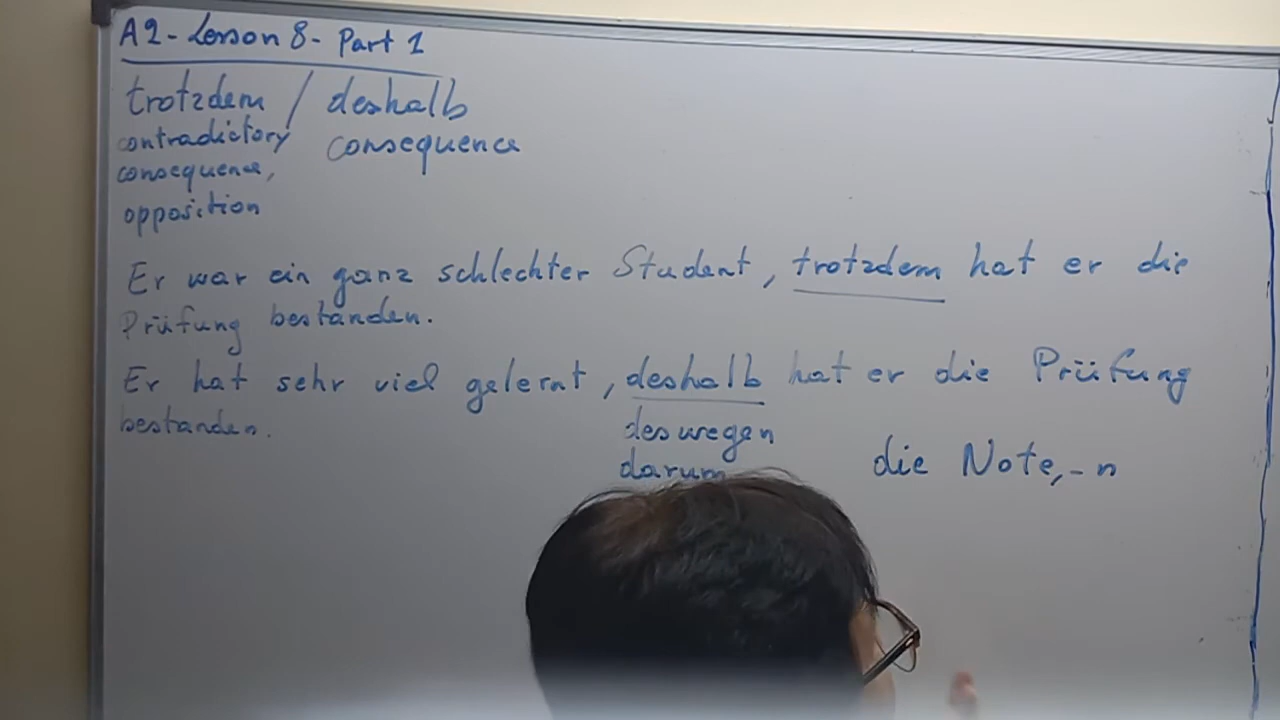 A2 - Lesson 8 - Part 1
trotzdem / deshalb
contradictory consequence
consequence,
opposition
Er war ein ganz schlechter Student, trotzdem hat er die
Prüfung bestanden.
Er hat sehr viel gelernt, deshalb hat er die Prüfung
bestanden.
deswegen
darum
die Note, -n